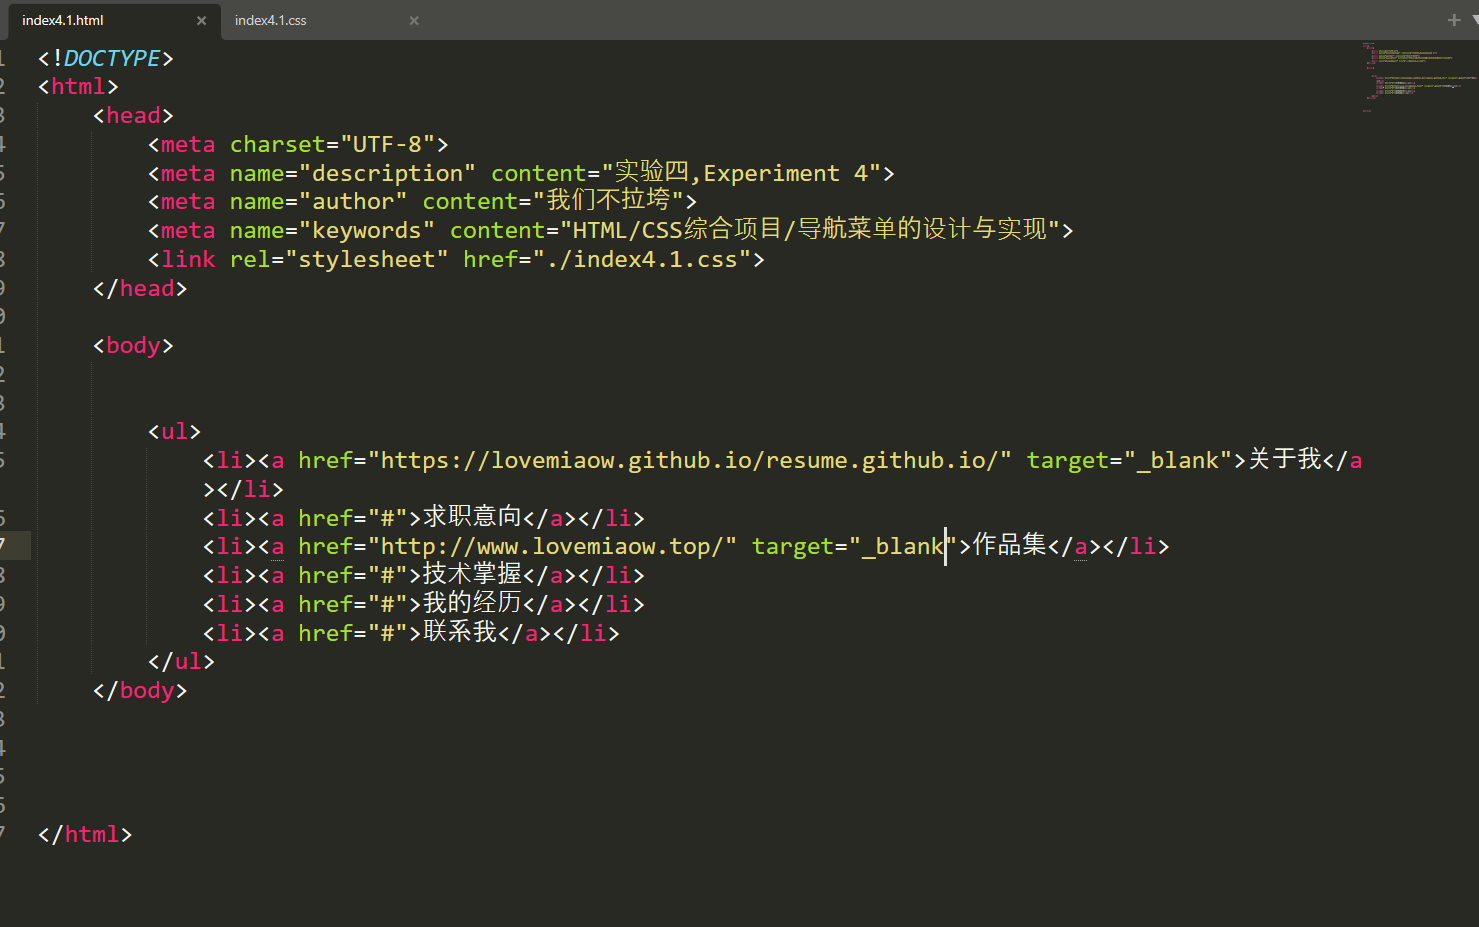 index4.1.html × index4.1.css × +
<!DOCTYPE>
<html>
<head>
<meta charset="UTF-8">
<meta name="description" content="实验四,Experiment 4">
<meta name="author" content="我们不拉垮">
<meta name="keywords" content="HTML/CSS综合项目/导航菜单的设计与实现">
<link rel="stylesheet" href="./index4.1.css">
</head>
<body>
<ul>
<li><a href="https://lovemiaow.github.io/resume.github.io/" target="_blank">关于我</a
></li>
<li><a href="#">求职意向</a></li>
<li><a href="http://www.lovemiaow.top/" target="_blank">作品集</a></li>
<li><a href="#">技术掌握</a></li>
<li><a href="#">我的经历</a></li>
<li><a href="#">联系我</a></li>
</ul>
</body>
</html>